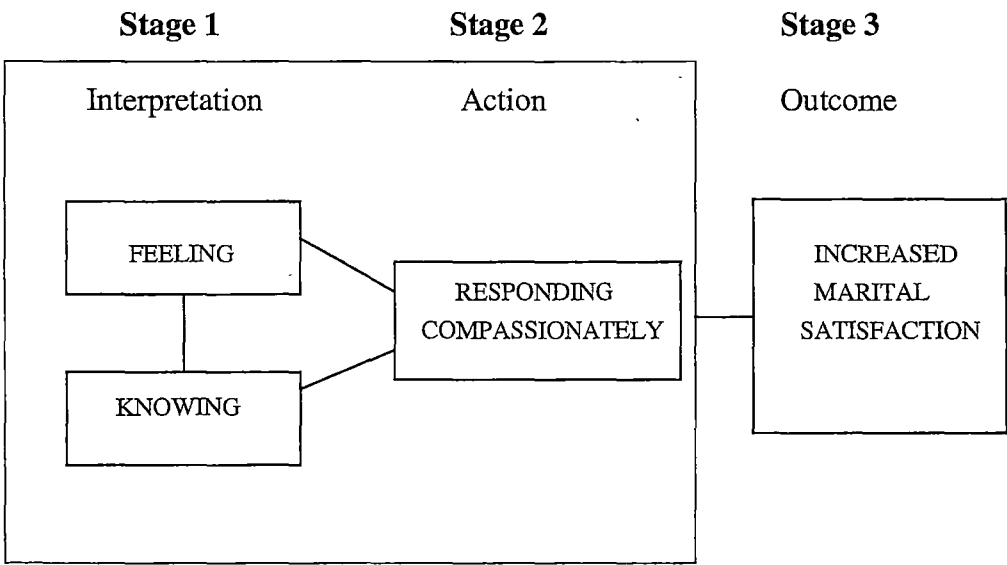 Stage 1
Stage 2
Stage 3
Interpretation
Action
Outcome
FEELING
KNOWING
RESPONDING
COMPASSIONATELY
INCREASED
MARITAL
SATISFACTION